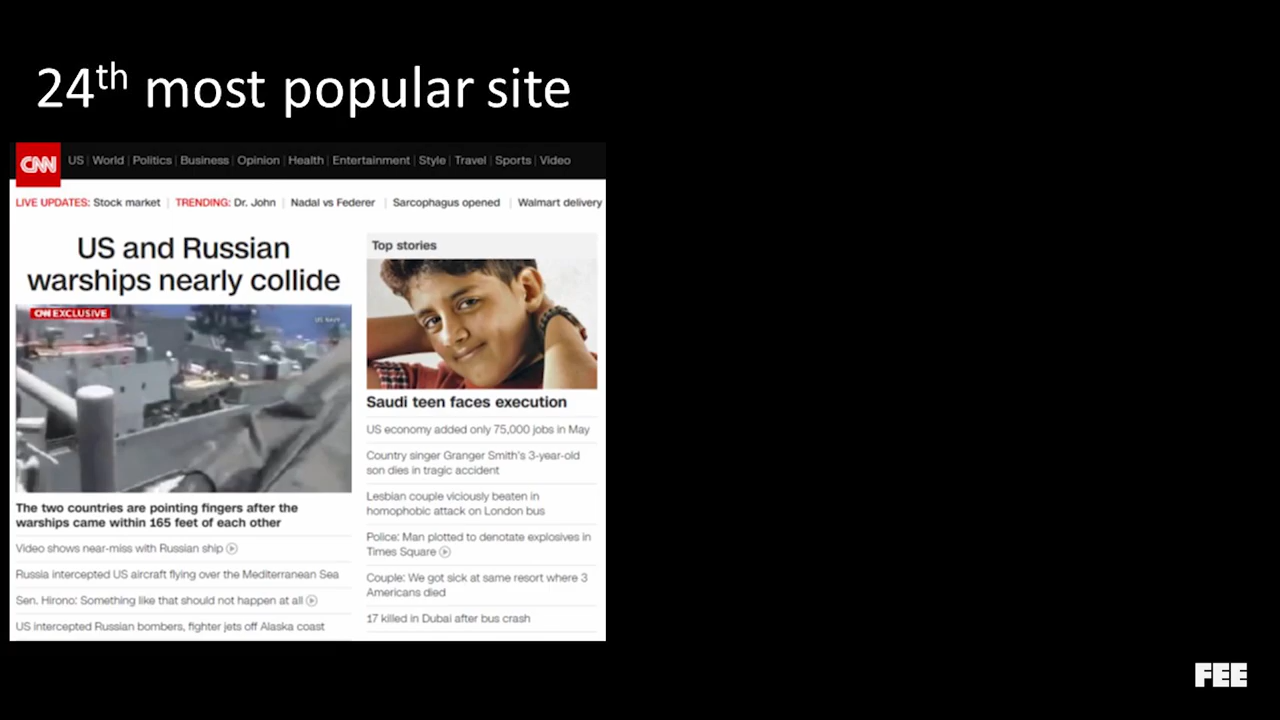 24th most popular site
CNN US World Politics Business Opinion Health Entertainment Style Travel Sports Video
LIVE UPDATES: Stock market TRENDING: Dr. John Nadal vs Federer Sarcophagus opened Walmart delivery
US and Russian
warships nearly collide
CNN EXCLUSIVE
US Navy
The two countries are pointing fingers after the
warships came within 165 feet of each other
Video shows near-miss with Russian ship
Russia intercepted US aircraft flying over the Mediterranean Sea
Sen. Hirono: Something like that should not happen at all
US intercepted Russian bombers, fighter jets off Alaska coast
Top stories
Saudi teen faces execution
US economy added only 75,000 jobs in May
Country singer Granger Smith's 3-year-old
son dies in tragic accident
Lesbian couple viciously beaten in
homophobic attack on London bus
Police: Man plotted to denotate explosives in
Times Square
Couple: We got sick at same resort where 3
Americans died
17 killed in Dubai after bus crash
FEE